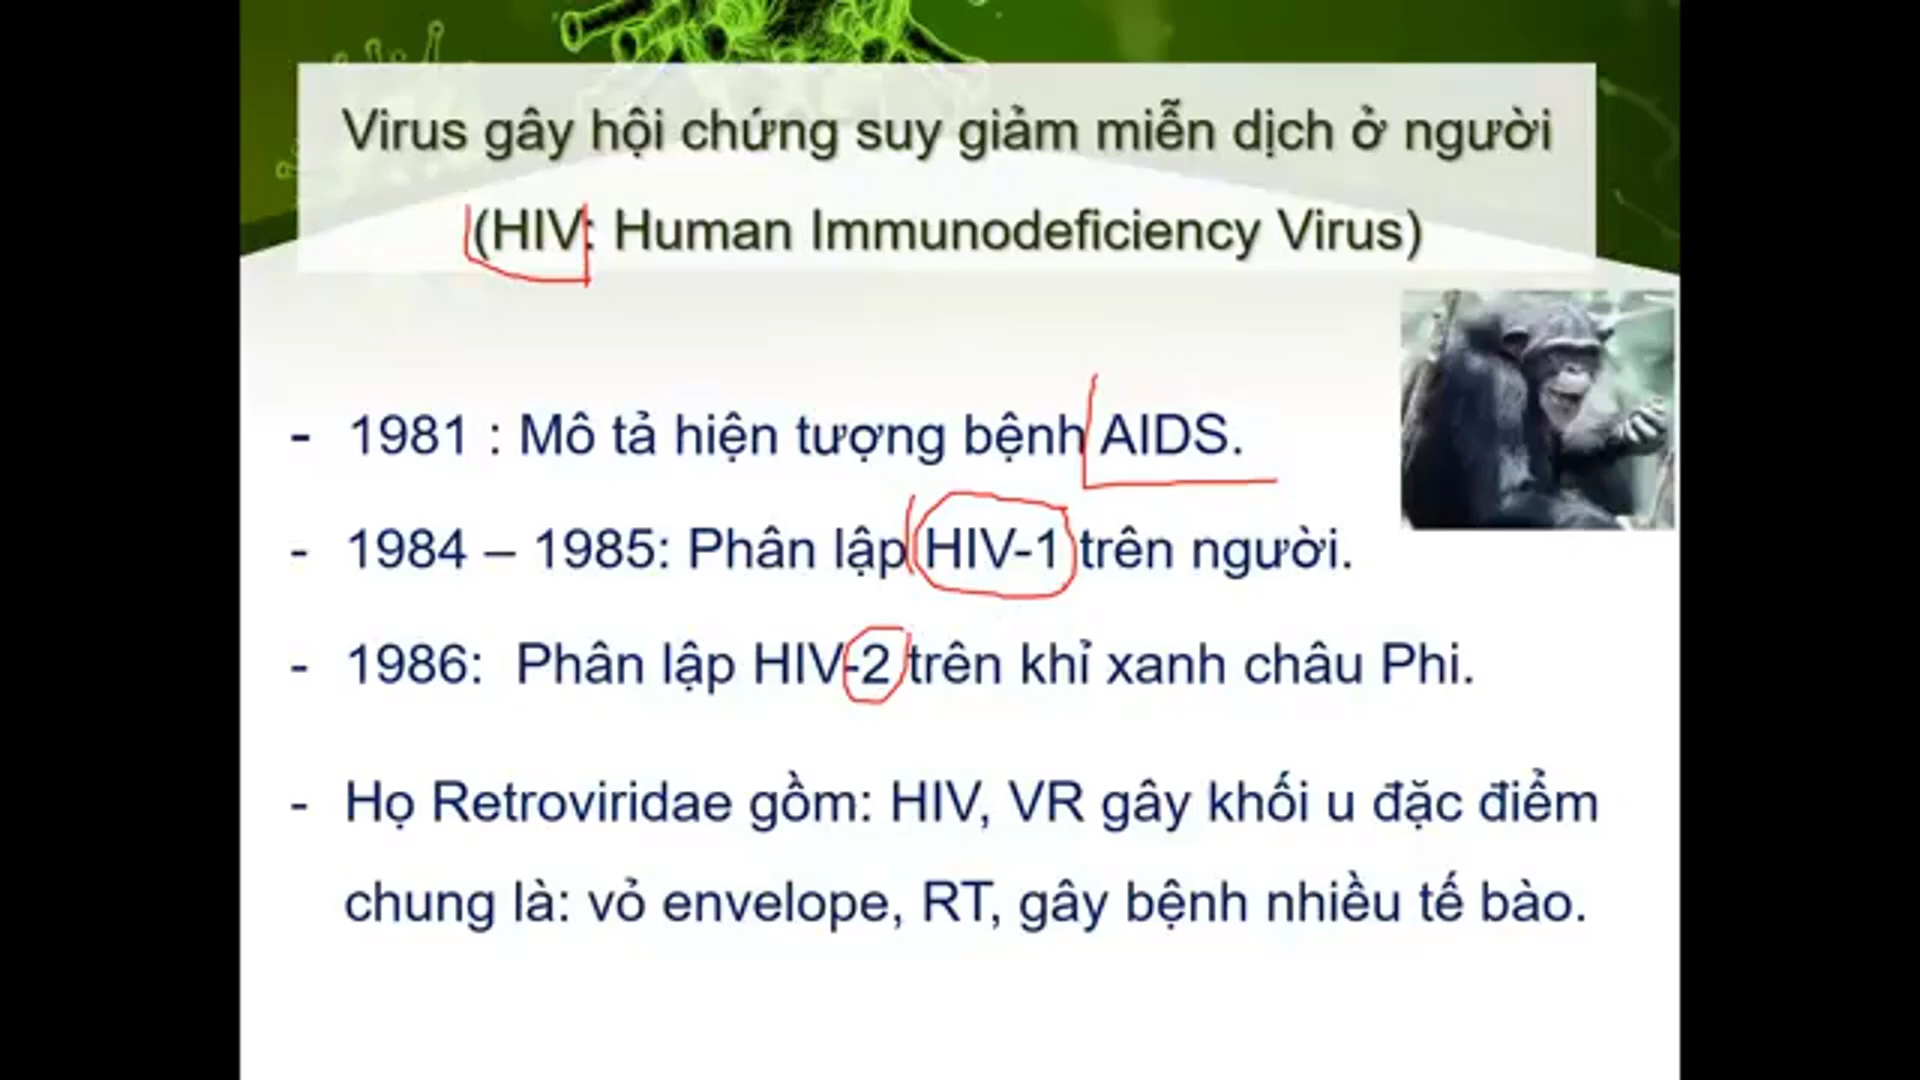 Virus gây hội chứng suy giảm miễn dịch ở người
(HIV: Human Immunodeficiency Virus)
- 1981 : Mô tả hiện tượng bệnh AIDS.
- 1984 – 1985: Phân lập HIV-1 trên người.
- 1986: Phân lập HIV-2 trên khỉ xanh châu Phi.
- Họ Retroviridae gồm: HIV, VR gây khối u đặc điểm
chung là: vỏ envelope, RT, gây bệnh nhiều tế bào.